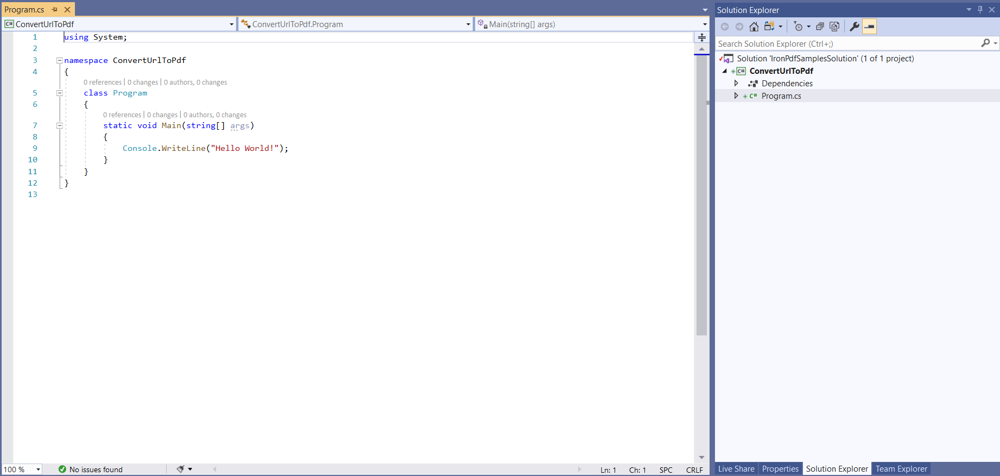 Program.cs
ConvertUrlToPdf
ConvertUrlToPdf.Program
Main(string[] args)
1 using System;
2
3 namespace ConvertUrlToPdf
4 {
0 references | 0 changes | 0 authors, 0 changes
5 class Program
6 {
0 references | 0 changes | 0 authors, 0 changes
7 static void Main(string[] args)
8 {
9 Console.WriteLine("Hello World!");
10 }
11 }
12 }
13
100 %
No issues found
Ln: 1 Ch: 1 SPC CRLF
Solution Explorer
Search Solution Explorer (Ctrl+;)
Solution 'IronPdfSamplesSolution' (1 of 1 project)
C# ConvertUrlToPdf
Dependencies
C# Program.cs
Live Share Properties Solution Explorer Team Explorer